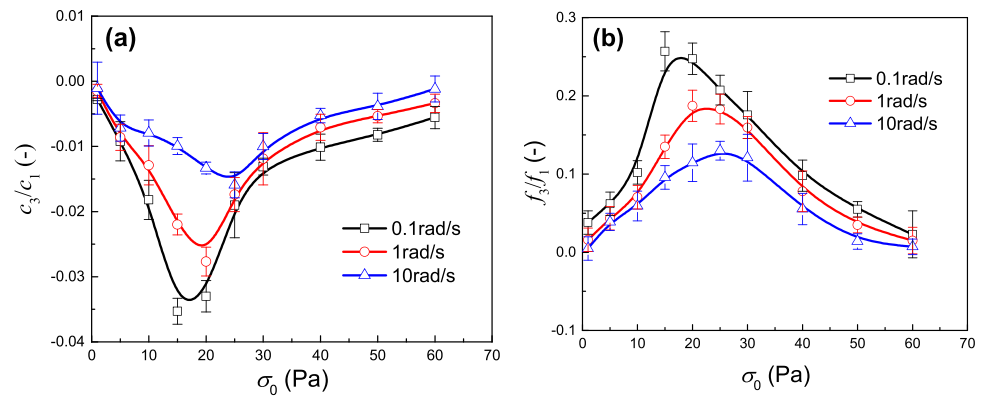 (a)
0.01
0.00
-0.01
-0.02
-0.03
-0.04
c₃/c₁ (-)
0.1rad/s
1rad/s
10rad/s
0 10 20 30 40 50 60 70
σ₀ (Pa)
(b)
0.3
0.2
0.1
0.0
-0.1
f₃/f₁ (-)
0.1rad/s
1rad/s
10rad/s
0 10 20 30 40 50 60 70
σ₀ (Pa)